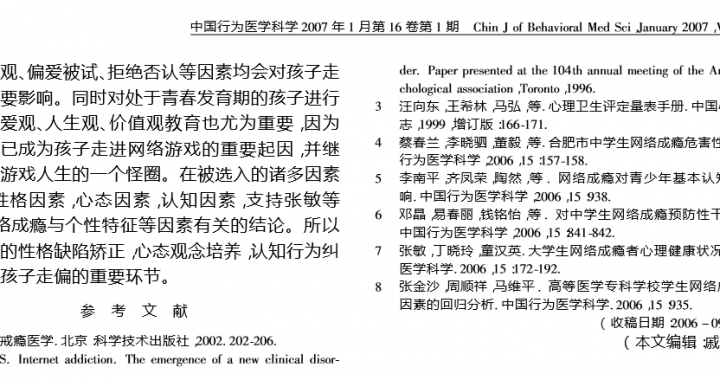 中国行为医学科学 2007 年 1 月第 16 卷第 1 期 Chin J of Behavioral Med Sci ,January 2007 ,V
观、偏爱被试、拒绝否认等因素均会对孩子走
要影响。同时对处于青春发育期的孩子进行
爱观、人生观、价值观教育也尤为重要 ,因为
已成为孩子走进网络游戏的重要起因 ,并继
游戏人生的一个怪圈。在被选入的诸多因素
性格因素 ,心态因素 ,认知因素 ,支持张敏等
络成瘾与个性特征等因素有关的结论。所以
的性格缺陷矫正 ,心态观念培养 ,认知行为纠
孩子走偏的重要环节。
参 考 文 献
戒瘾医学. 北京 :科学技术出版社 ,2002. 202-206.
S. Internet addiction. The emergence of a new clinical disor-
der. Paper presented at the 104th annual meeting of the An
chological association ,Toronto ,1996.
3 汪向东 ,王希林 ,马弘 ,等. 心理卫生评定量表手册. 中国心
志 ,1999 ,增订版 :166-171.
4 蔡春兰 ,李晓驷 ,董毅 ,等. 合肥市中学生网络成瘾危害性
行为医学科学 ,2006 ,15 :157-158.
5 李南平 ,齐凤荣 ,陶然 ,等 . 网络成瘾对青少年基本认知
响. 中国行为医学科学 ,2006 ,15 :938.
6 邓晶 ,易春丽 ,钱铭怡 ,等 . 对中学生网络成瘾预防性干
中国行为医学科学. 2006 ,15 :841-842.
7 张敏 ,丁晓玲 ,童汉英. 大学生网络成瘾者心理健康状况
医学科学. 2006 ,15 :172-192.
8 张金沙 ,周顺祥 ,马维平 . 高等医学专科学校学生网络成
因素的回归分析. 中国行为医学科学. 2006 ,15 :935.
( 收稿日期 :2006 - 09
( 本文编辑 :戚